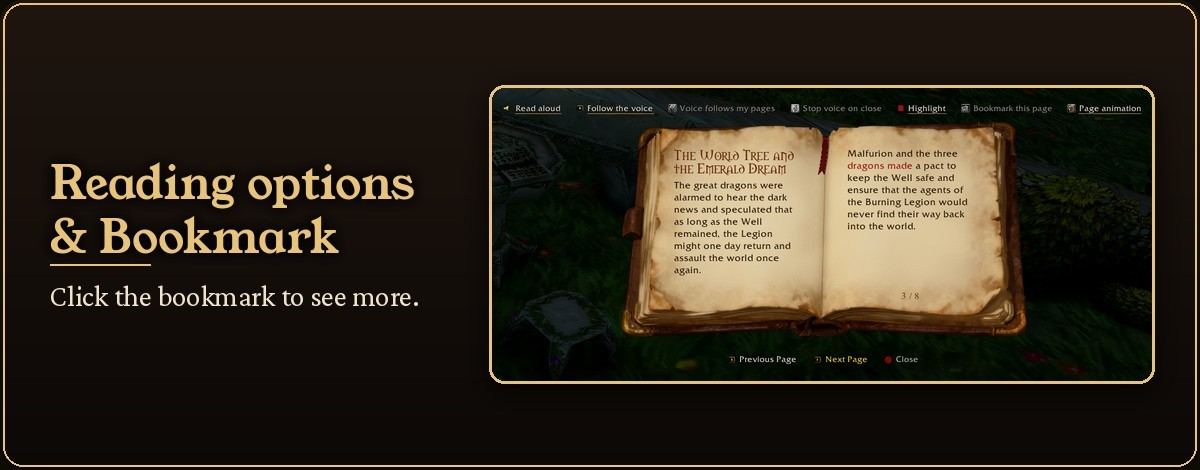 Reading options
& Bookmark
Click the bookmark to see more.
Read aloud Follow the voice Voice follows my pages Stop voice on close Highlight Bookmark this page Page animation
The World Tree and
the Emerald Dream
The great dragons were
alarmed to hear the dark
news and speculated that
as long as the Well
remained, the Legion
might one day return and
assault the world once
again.
Malfurion and the three
dragons made a pact to
keep the Well safe and
ensure that the agents of
the Burning Legion would
never find their way back
into the world.
3 / 8
Previous Page Next Page Close